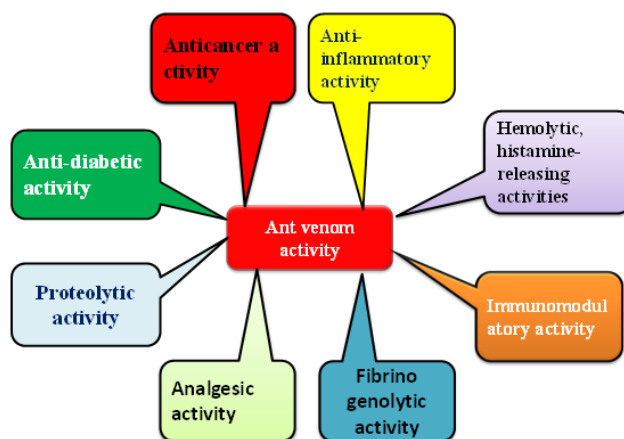 Anticancer a
ctivity
Anti-
inflammatory
activity
Hemolytic,
histamine-
releasing
activities
Anti-diabetic
activity
Ant venom
activity
Proteolytic
activity
Immunomodul
atory activity
Analgesic
activity
Fibrino
genolytic
activity